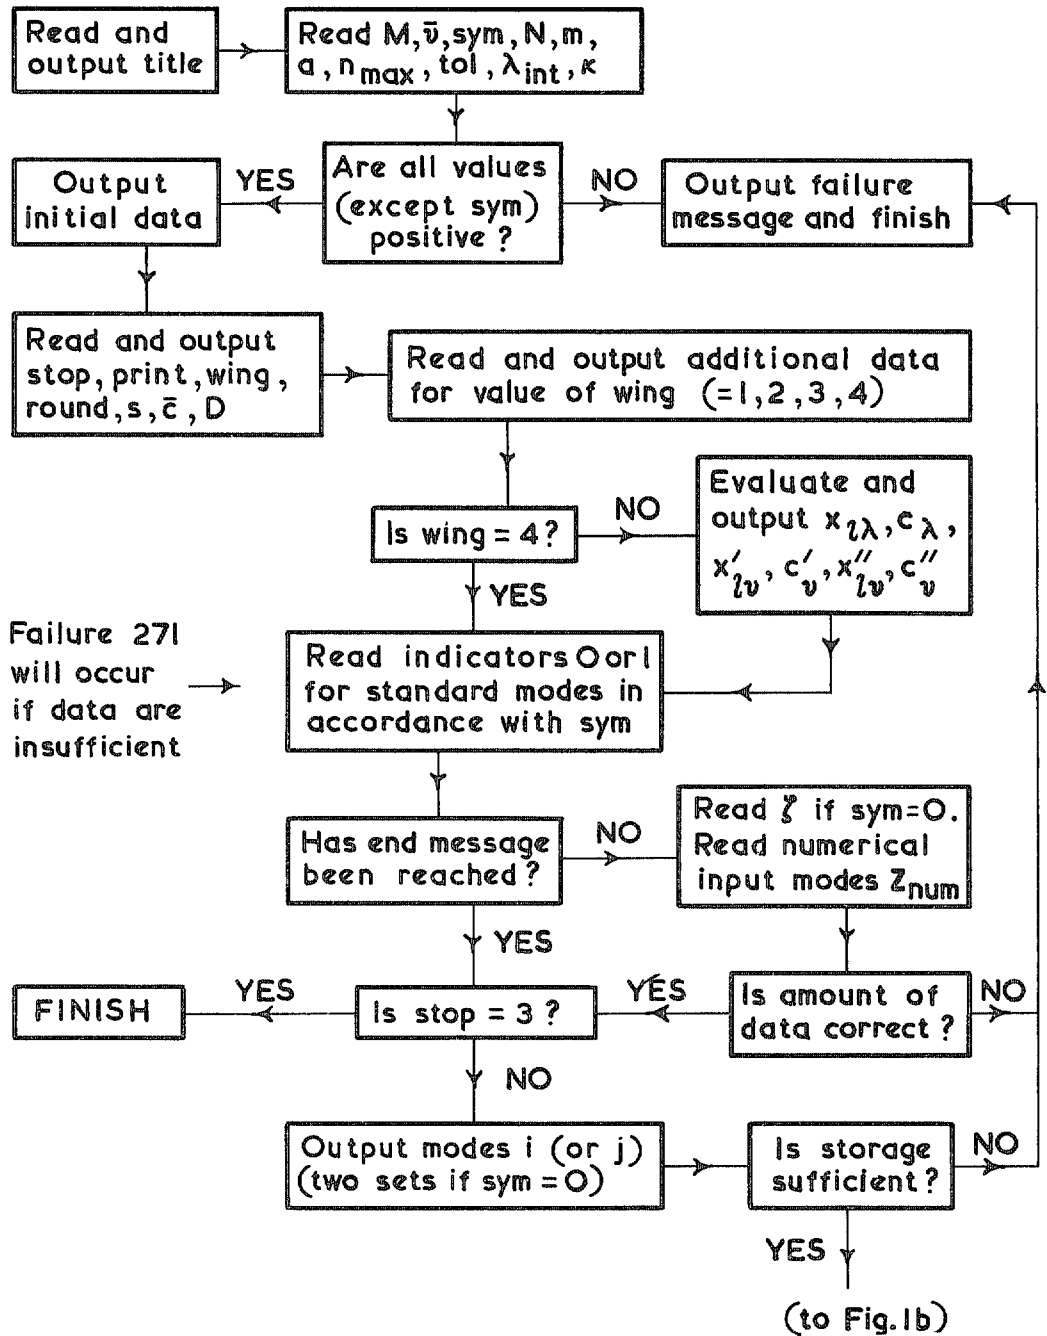 Read and
output title
Read M, ν̄, sym, N, m,
a, n_max, tol, λ_int, κ
Are all values
(except sym)
positive?
YES
NO
Output
initial data
Output failure
message and finish
Read and output
stop, print, wing,
round, s, c̄, D
Read and output additional data
for value of wing (=1,2,3,4)
Is wing = 4?
NO
YES
Evaluate and
output x_lλ, c_λ,
x′_lν, c′_ν, x″_lν, c″_ν
Failure 271
will occur
if data are
insufficient
Read indicators 0 or 1
for standard modes in
accordance with sym
Has end message
been reached?
NO
YES
Read ζ if sym=0.
Read numerical
input modes Z_num
Is amount of
data correct?
NO
YES
Is stop = 3?
YES
FINISH
NO
Output modes i (or j)
(two sets if sym = 0)
Is storage
sufficient?
NO
YES
(to Fig. 1b)